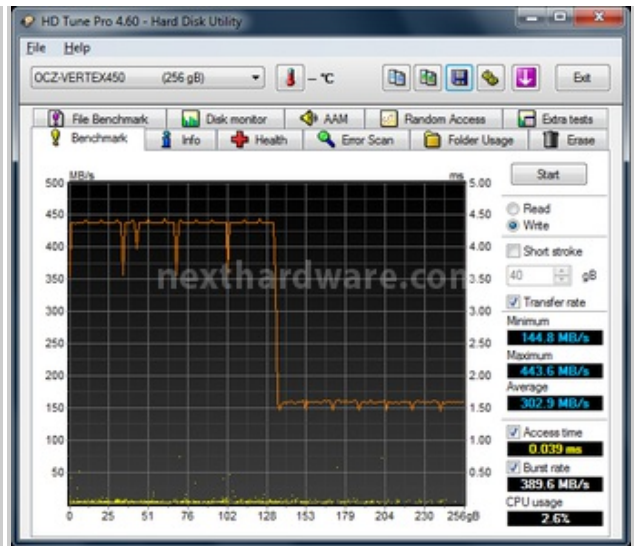 HD Tune Pro 4.60 - Hard Disk Utility
File Help
OCZ-VERTEX450 (256 gB)
– °C
Exit
File Benchmark Disk monitor AAM Random Access Extra tests
Benchmark Info Health Error Scan Folder Usage Erase
MB/s ms
500 5.00
450 4.50
400 4.00
350 3.50
300 3.00
250 2.50
200 2.00
150 1.50
100 1.00
50 0.50
0 25 51 76 102 128 153 179 204 230 256gB
nexthardware.com
Start
Read
Write
Short stroke
40 gB
Transfer rate
Minimum
144.8 MB/s
Maximum
443.6 MB/s
Average
302.9 MB/s
Access time
0.039 ms
Burst rate
389.6 MB/s
CPU usage
2.6%